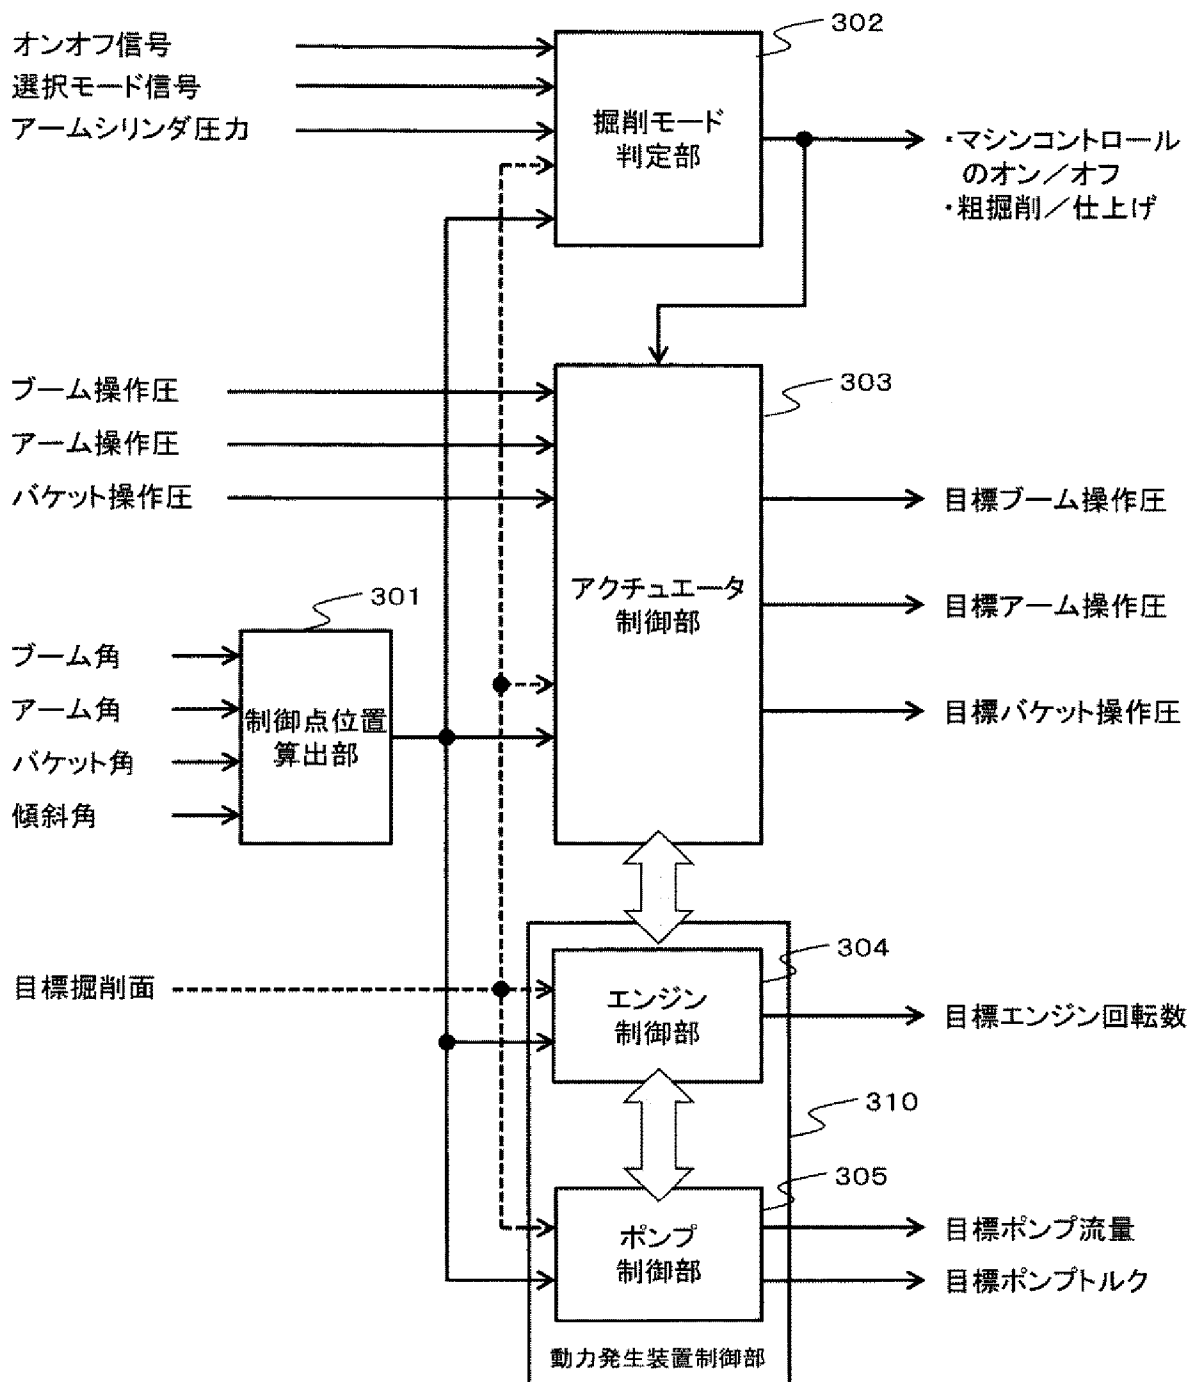 302
オンオフ信号
選択モード信号
アームシリンダ圧力
掘削モード
判定部
・マシンコントロール
のオン／オフ
・粗掘削／仕上げ
303
ブーム操作圧
アーム操作圧
バケット操作圧
アクチュエータ
制御部
目標ブーム操作圧
目標アーム操作圧
目標バケット操作圧
301
ブーム角
アーム角
バケット角
傾斜角
制御点位置
算出部
304
目標掘削面
エンジン
制御部
目標エンジン回転数
310
305
ポンプ
制御部
目標ポンプ流量
目標ポンプトルク
動力発生装置制御部